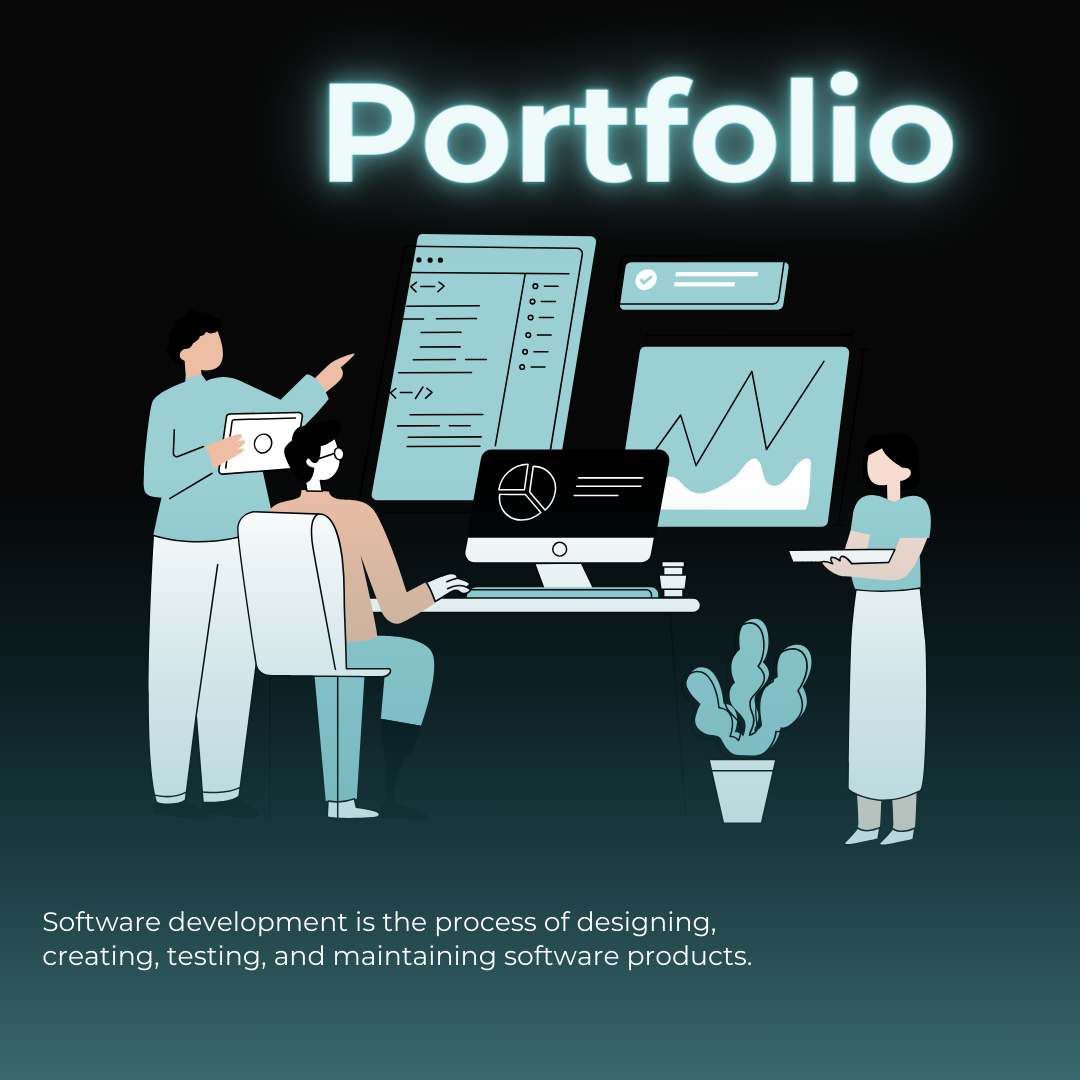 Portfolio
<—>
<—/>
Software development is the process of designing,
creating, testing, and maintaining software products.